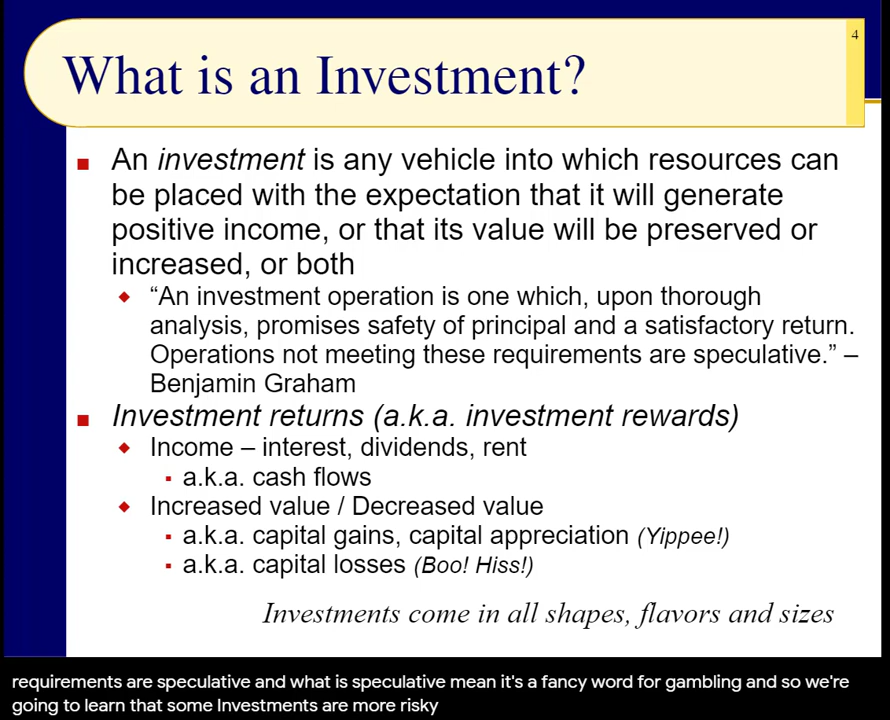 4
What is an Investment?
■ An investment is any vehicle into which resources can
be placed with the expectation that it will generate
positive income, or that its value will be preserved or
increased, or both
◆ “An investment operation is one which, upon thorough
analysis, promises safety of principal and a satisfactory return.
Operations not meeting these requirements are speculative.” –
Benjamin Graham
■ Investment returns (a.k.a. investment rewards)
◆ Income – interest, dividends, rent
▪ a.k.a. cash flows
◆ Increased value / Decreased value
▪ a.k.a. capital gains, capital appreciation (Yippee!)
▪ a.k.a. capital losses (Boo! Hiss!)
Investments come in all shapes, flavors and sizes
requirements are speculative and what is speculative mean it's a fancy word for gambling and so we're
going to learn that some Investments are more risky